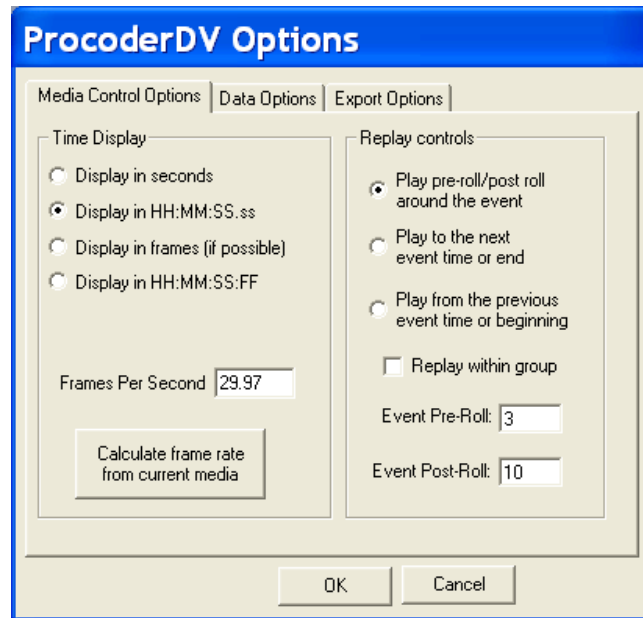 ProcoderDV Options
Media Control Options
Data Options
Export Options
Time Display
Display in seconds
Display in HH:MM:SS.ss
Display in frames (if possible)
Display in HH:MM:SS:FF
Frames Per Second 29.97
Calculate frame rate
from current media
Replay controls
Play pre-roll/post roll
around the event
Play to the next
event time or end
Play from the previous
event time or beginning
Replay within group
Event Pre-Roll: 3
Event Post-Roll: 10
OK
Cancel